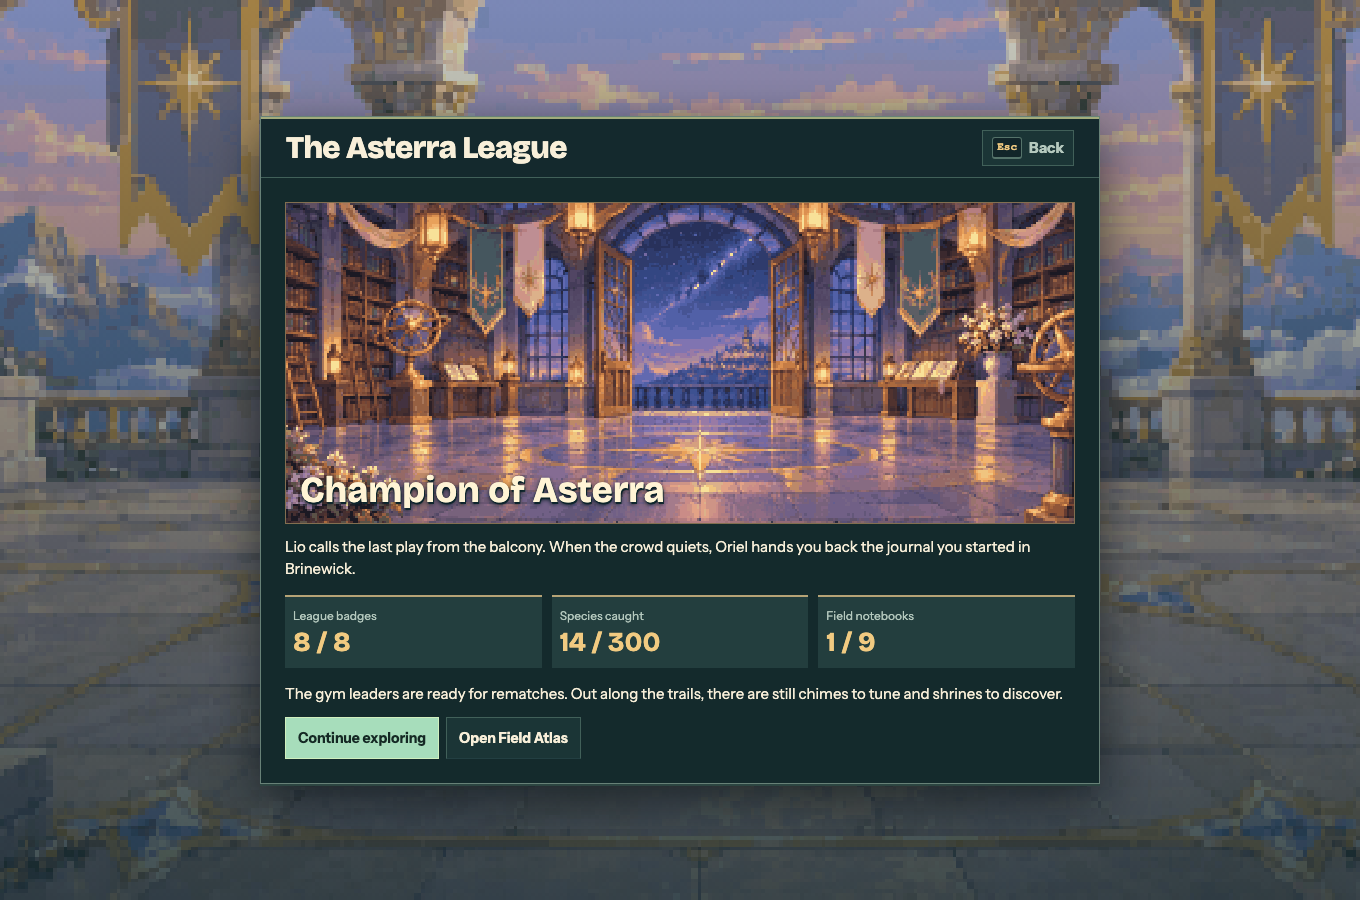 The Asterra League
Esc Back
Champion of Asterra
Lio calls the last play from the balcony. When the crowd quiets, Oriel hands you back the journal you started in
Brinewick.
League badges
8 / 8
Species caught
14 / 300
Field notebooks
1 / 9
The gym leaders are ready for rematches. Out along the trails, there are still chimes to tune and shrines to discover.
Continue exploring
Open Field Atlas